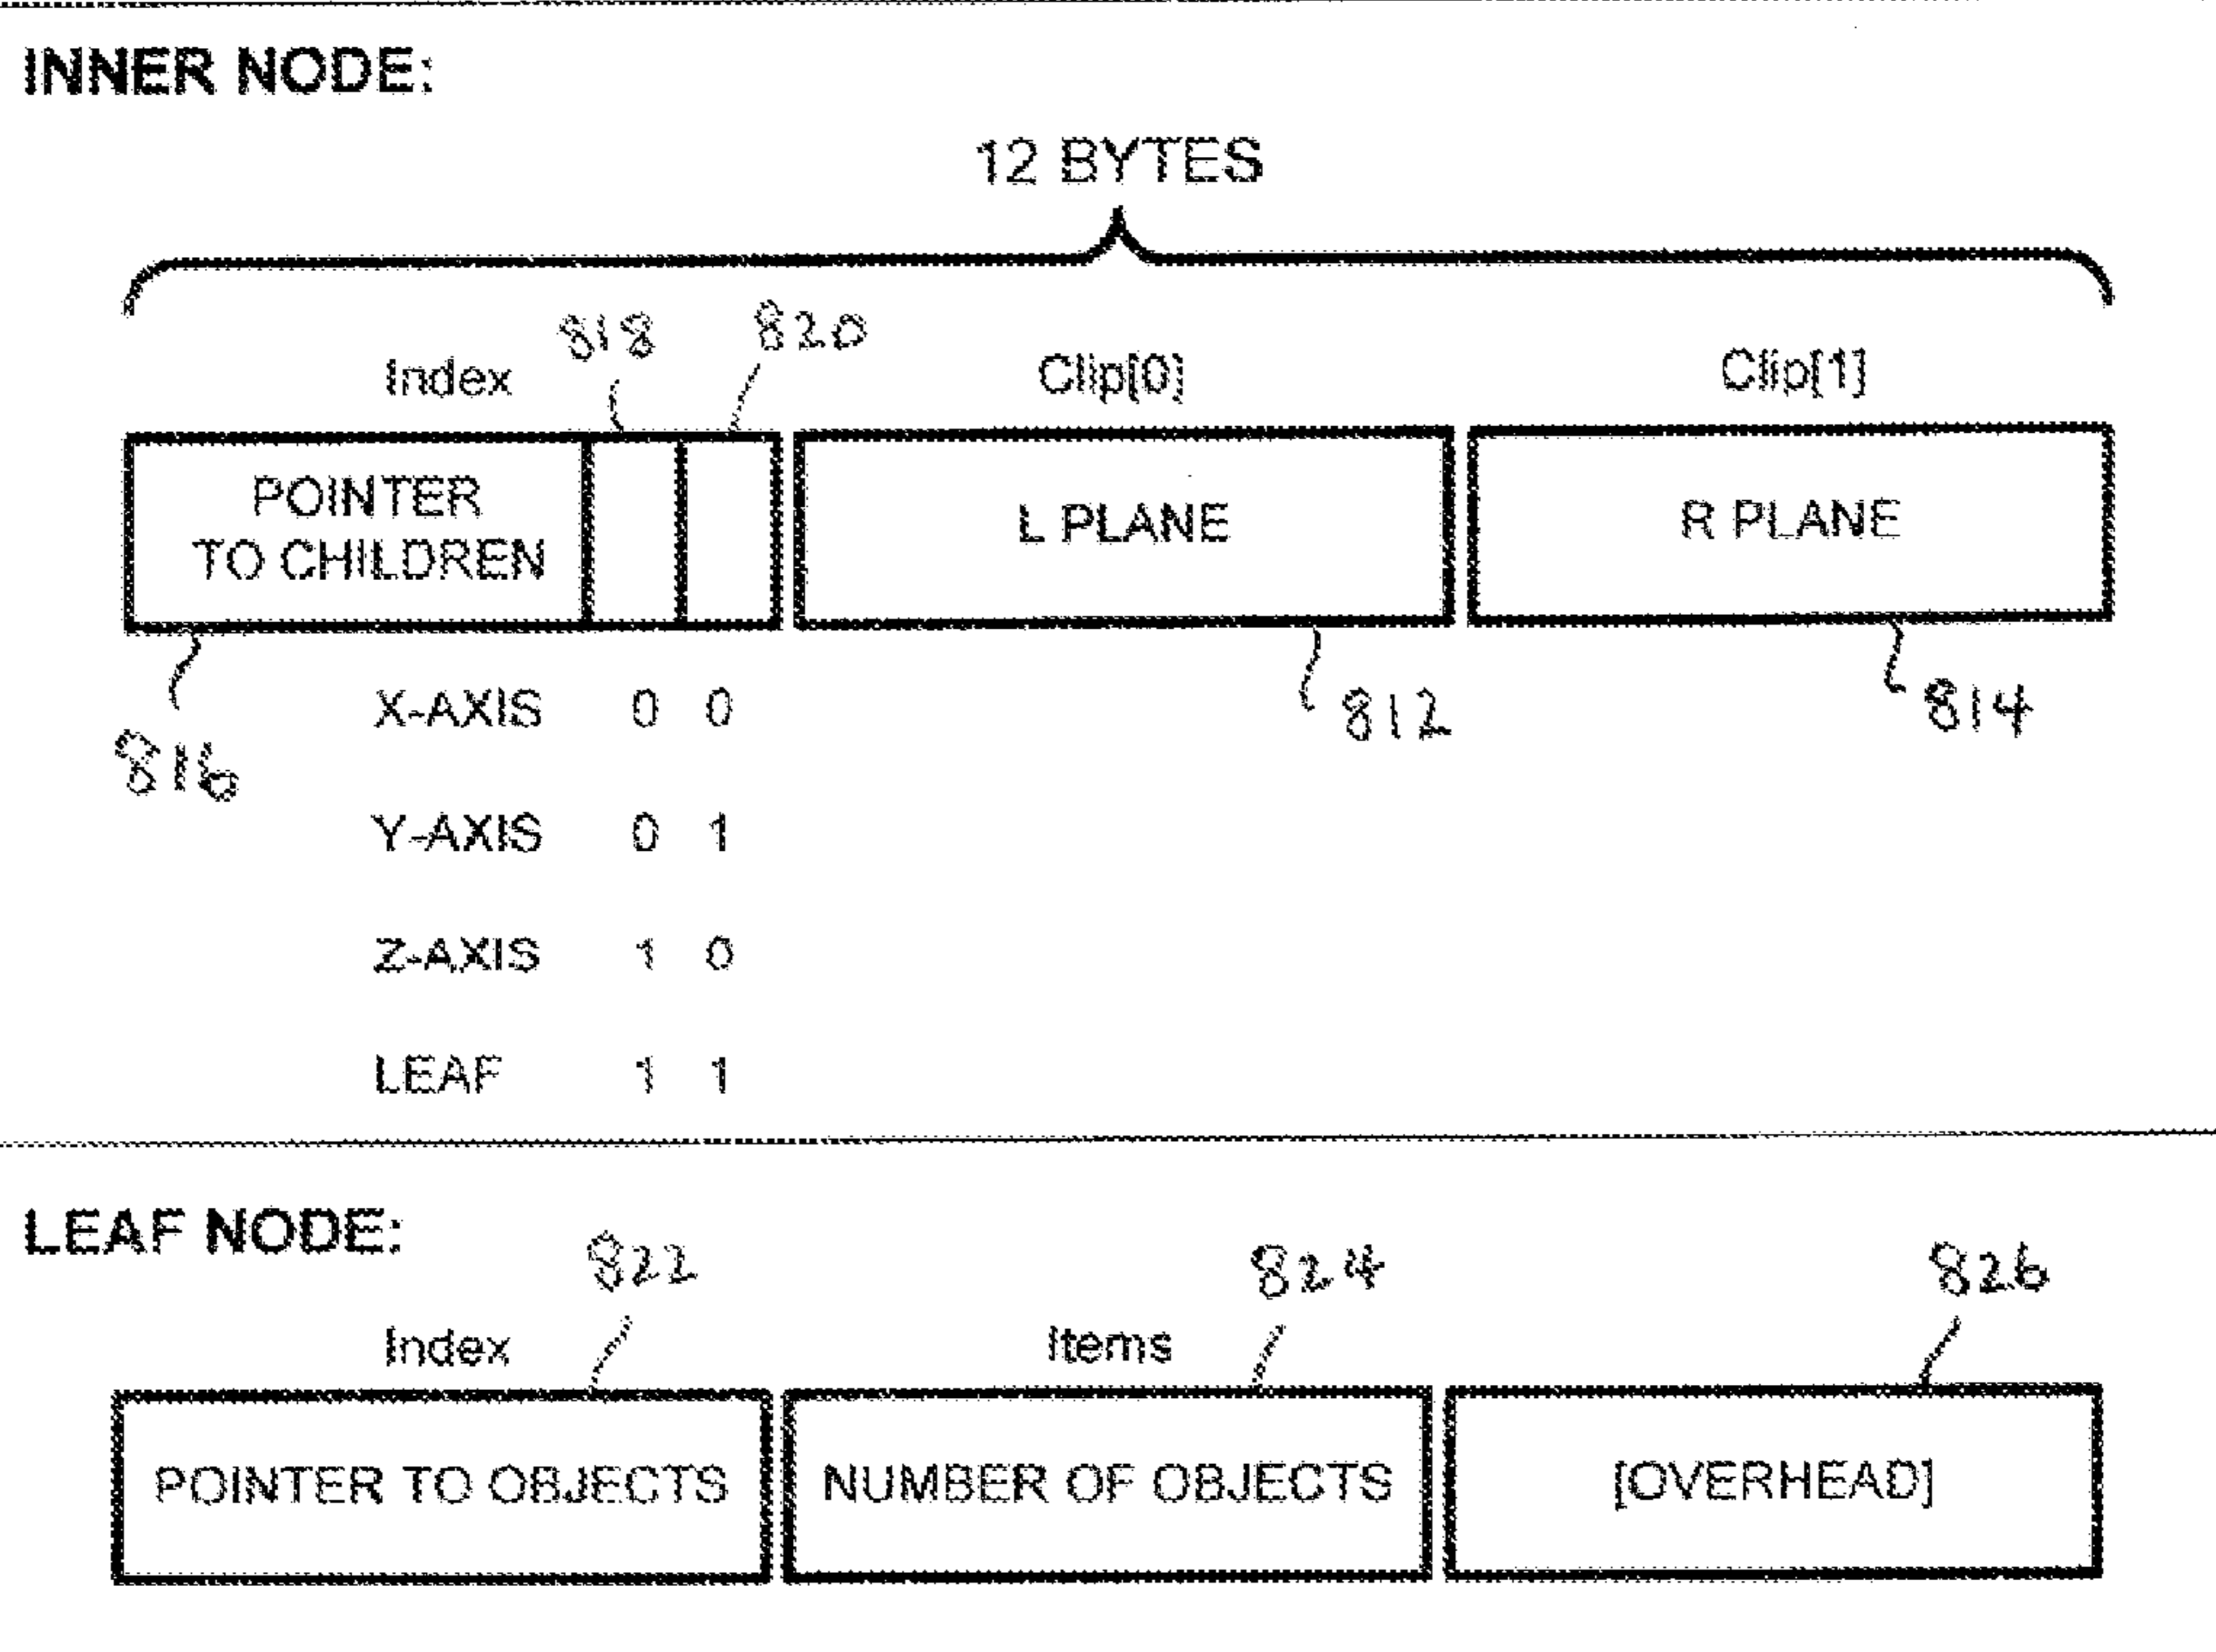 INNER NODE:
12 BYTES
818 820
Index Clip[0] Clip[1]
POINTER
TO CHILDREN
L PLANE R PLANE
816 812 814
X-AXIS 0 0
Y-AXIS 0 1
Z-AXIS 1 0
LEAF 1 1
LEAF NODE:
822 824 826
Index Items
POINTER TO OBJECTS NUMBER OF OBJECTS [OVERHEAD]